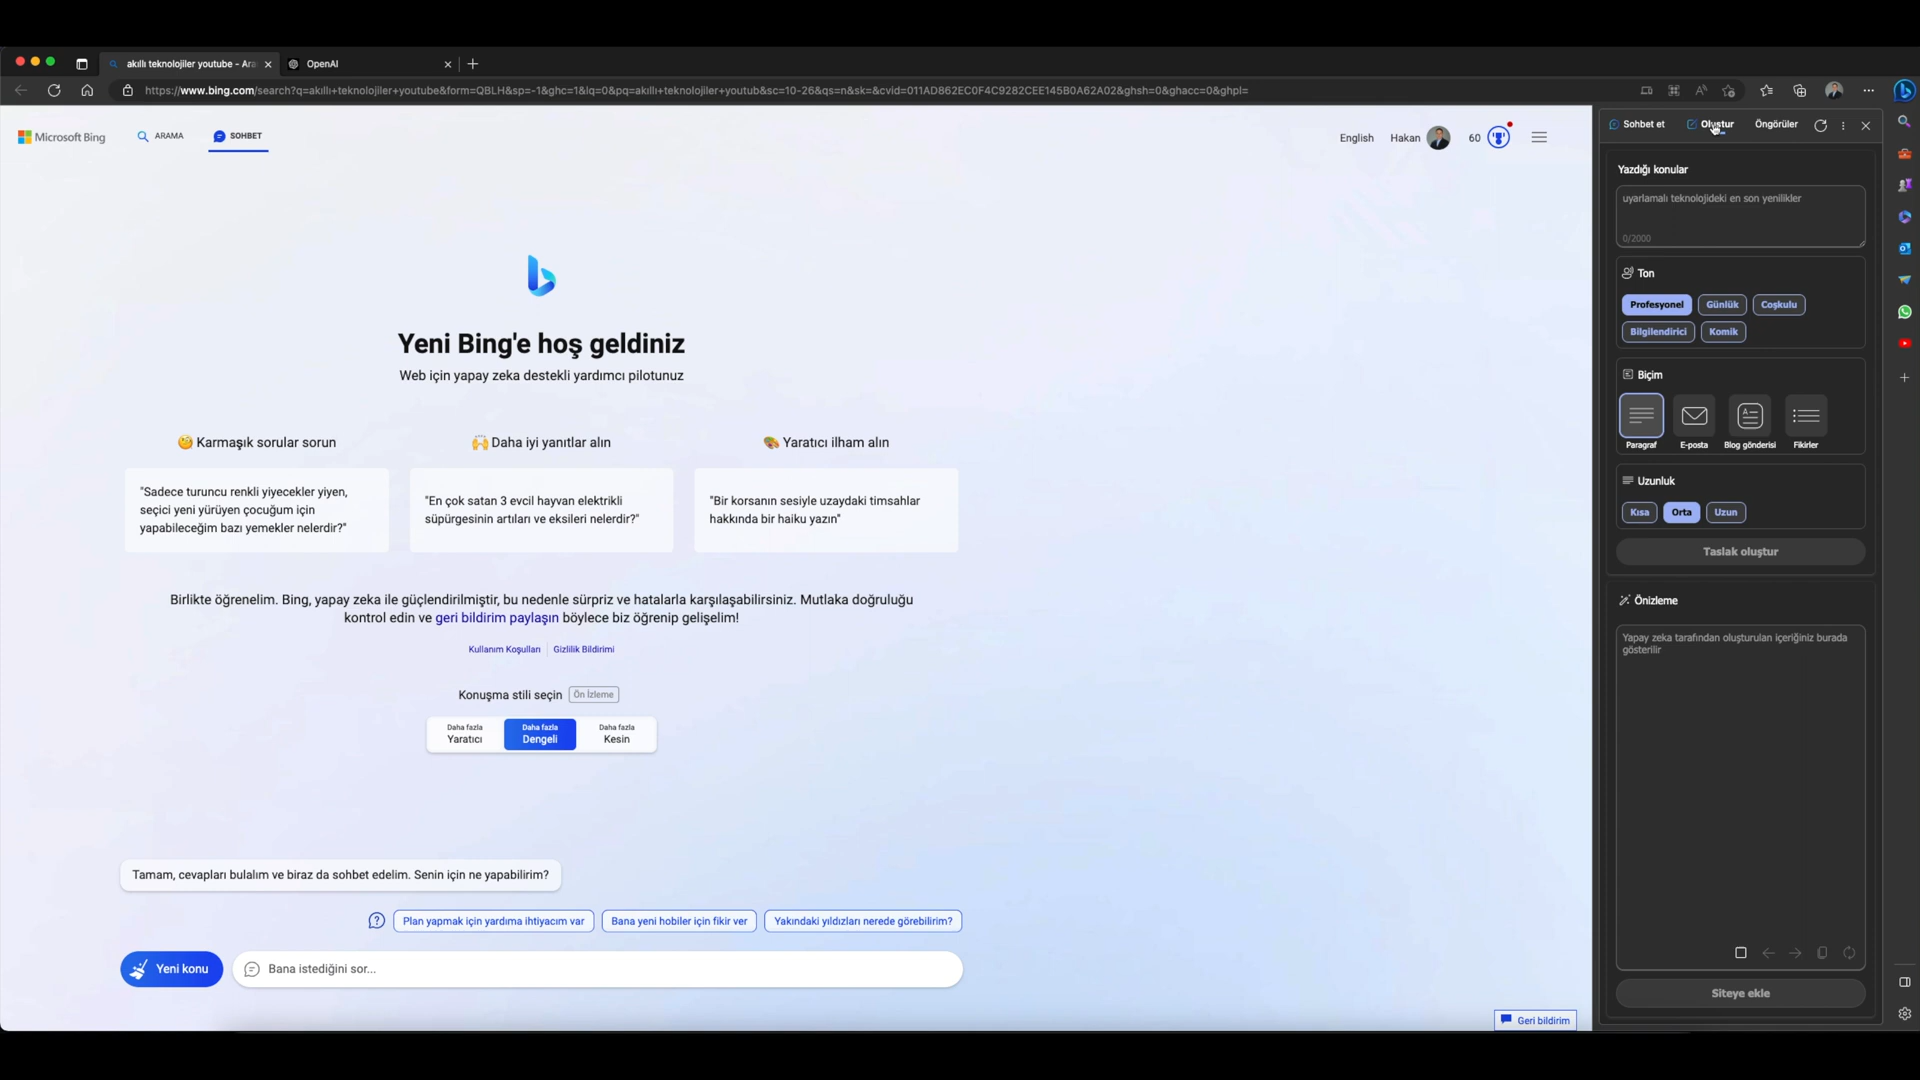 akıllı teknolojiler youtube - Ara
OpenAI
https://www.bing.com/search?q=akıllı+teknolojiler+youtube&form=QBLH&sp=-1&ghc=1&lq=0&pq=akıllı+teknolojiler+youtub&sc=10-26&qs=n&sk=&cvid=011AD862EC0F4C9282CEE145B0A62A02&ghsh=0&ghacc=0&ghpl=
Microsoft Bing
ARAMA
SOHBET
English
Hakan
60
Yeni Bing'e hoş geldiniz
Web için yapay zeka destekli yardımcı pilotunuz
Karmaşık sorular sorun
Daha iyi yanıtlar alın
Yaratıcı ilham alın
"Sadece turuncu renkli yiyecekler yiyen,
seçici yeni yürüyen çocuğum için
yapabileceğim bazı yemekler nelerdir?"
"En çok satan 3 evcil hayvan elektrikli
süpürgesinin artıları ve eksileri nelerdir?"
"Bir korsanın sesiyle uzaydaki timsahlar
hakkında bir haiku yazın"
Birlikte öğrenelim. Bing, yapay zeka ile güçlendirilmiştir, bu nedenle sürpriz ve hatalarla karşılaşabilirsiniz. Mutlaka doğruluğu
kontrol edin ve geri bildirim paylaşın böylece biz öğrenip gelişelim!
Kullanım Koşulları
Gizlilik Bildirimi
Konuşma stili seçin
Ön İzleme
Daha fazla
Yaratıcı
Daha fazla
Dengeli
Daha fazla
Kesin
Tamam, cevapları bulalım ve biraz da sohbet edelim. Senin için ne yapabilirim?
Plan yapmak için yardıma ihtiyacım var
Bana yeni hobiler için fikir ver
Yakındaki yıldızları nerede görebilirim?
Yeni konu
Bana istediğini sor...
Geri bildirim
Sohbet et
Oluştur
Öngörüler
Yazdığı konular
uyarlamalı teknolojideki en son yenilikler
0/2000
Ton
Profesyonel
Günlük
Coşkulu
Bilgilendirici
Komik
Biçim
Paragraf
E-posta
Blog gönderisi
Fikirler
Uzunluk
Kısa
Orta
Uzun
Taslak oluştur
Önizleme
Yapay zeka tarafından oluşturulan içeriğiniz burada
gösterilir
Siteye ekle